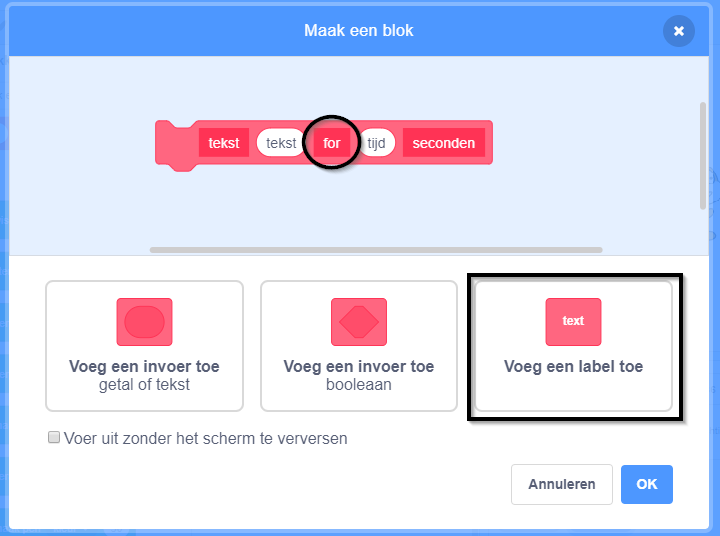 Maak een blok
tekst tekst for tijd seconden
text
Voeg een invoer toe
getal of tekst
Voeg een invoer toe
booleaan
Voeg een label toe
Voer uit zonder het scherm te verversen
Annuleren OK